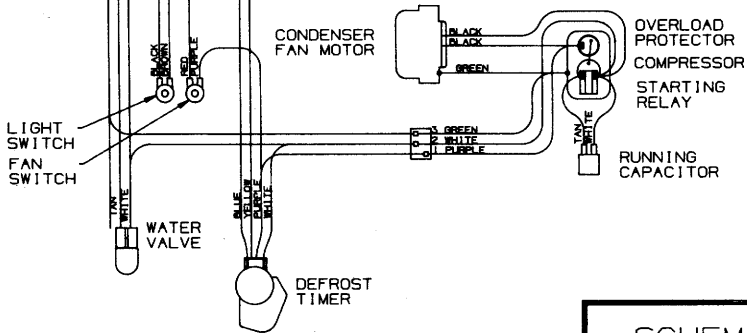 CONDENSER
FAN MOTOR
BLACK
BLACK
GREEN
OVERLOAD
PROTECTOR
COMPRESSOR
STARTING
RELAY
BLACK
BROWN
RED
PURPLE
LIGHT
SWITCH
FAN
SWITCH
3 GREEN
2 WHITE
1 PURPLE
TAN
WHITE
RUNNING
CAPACITOR
TAN
WHITE
WATER
VALVE
BLUE
YELLOW
PURPLE
WHITE
DEFROST
TIMER
SCHEM